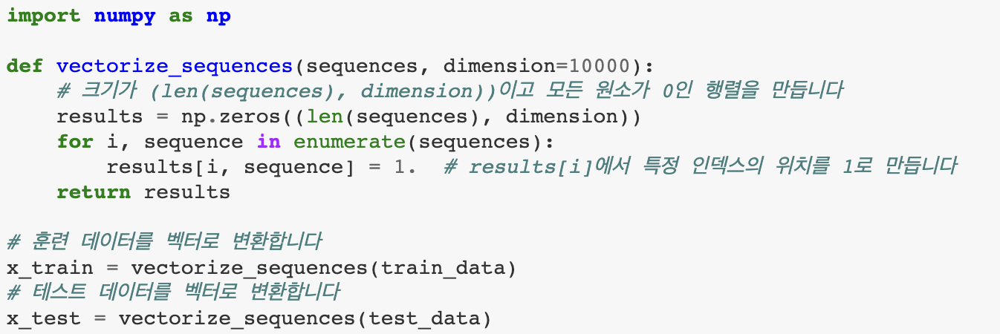 import numpy as np
def vectorize_sequences(sequences, dimension=10000):
    # 크기가 (len(sequences), dimension))이고 모든 원소가 0인 행렬을 만듭니다
    results = np.zeros((len(sequences), dimension))
    for i, sequence in enumerate(sequences):
        results[i, sequence] = 1.  # results[i]에서 특정 인덱스의 위치를 1로 만듭니다
    return results
# 훈련 데이터를 벡터로 변환합니다
x_train = vectorize_sequences(train_data)
# 테스트 데이터를 벡터로 변환합니다
x_test = vectorize_sequences(test_data)